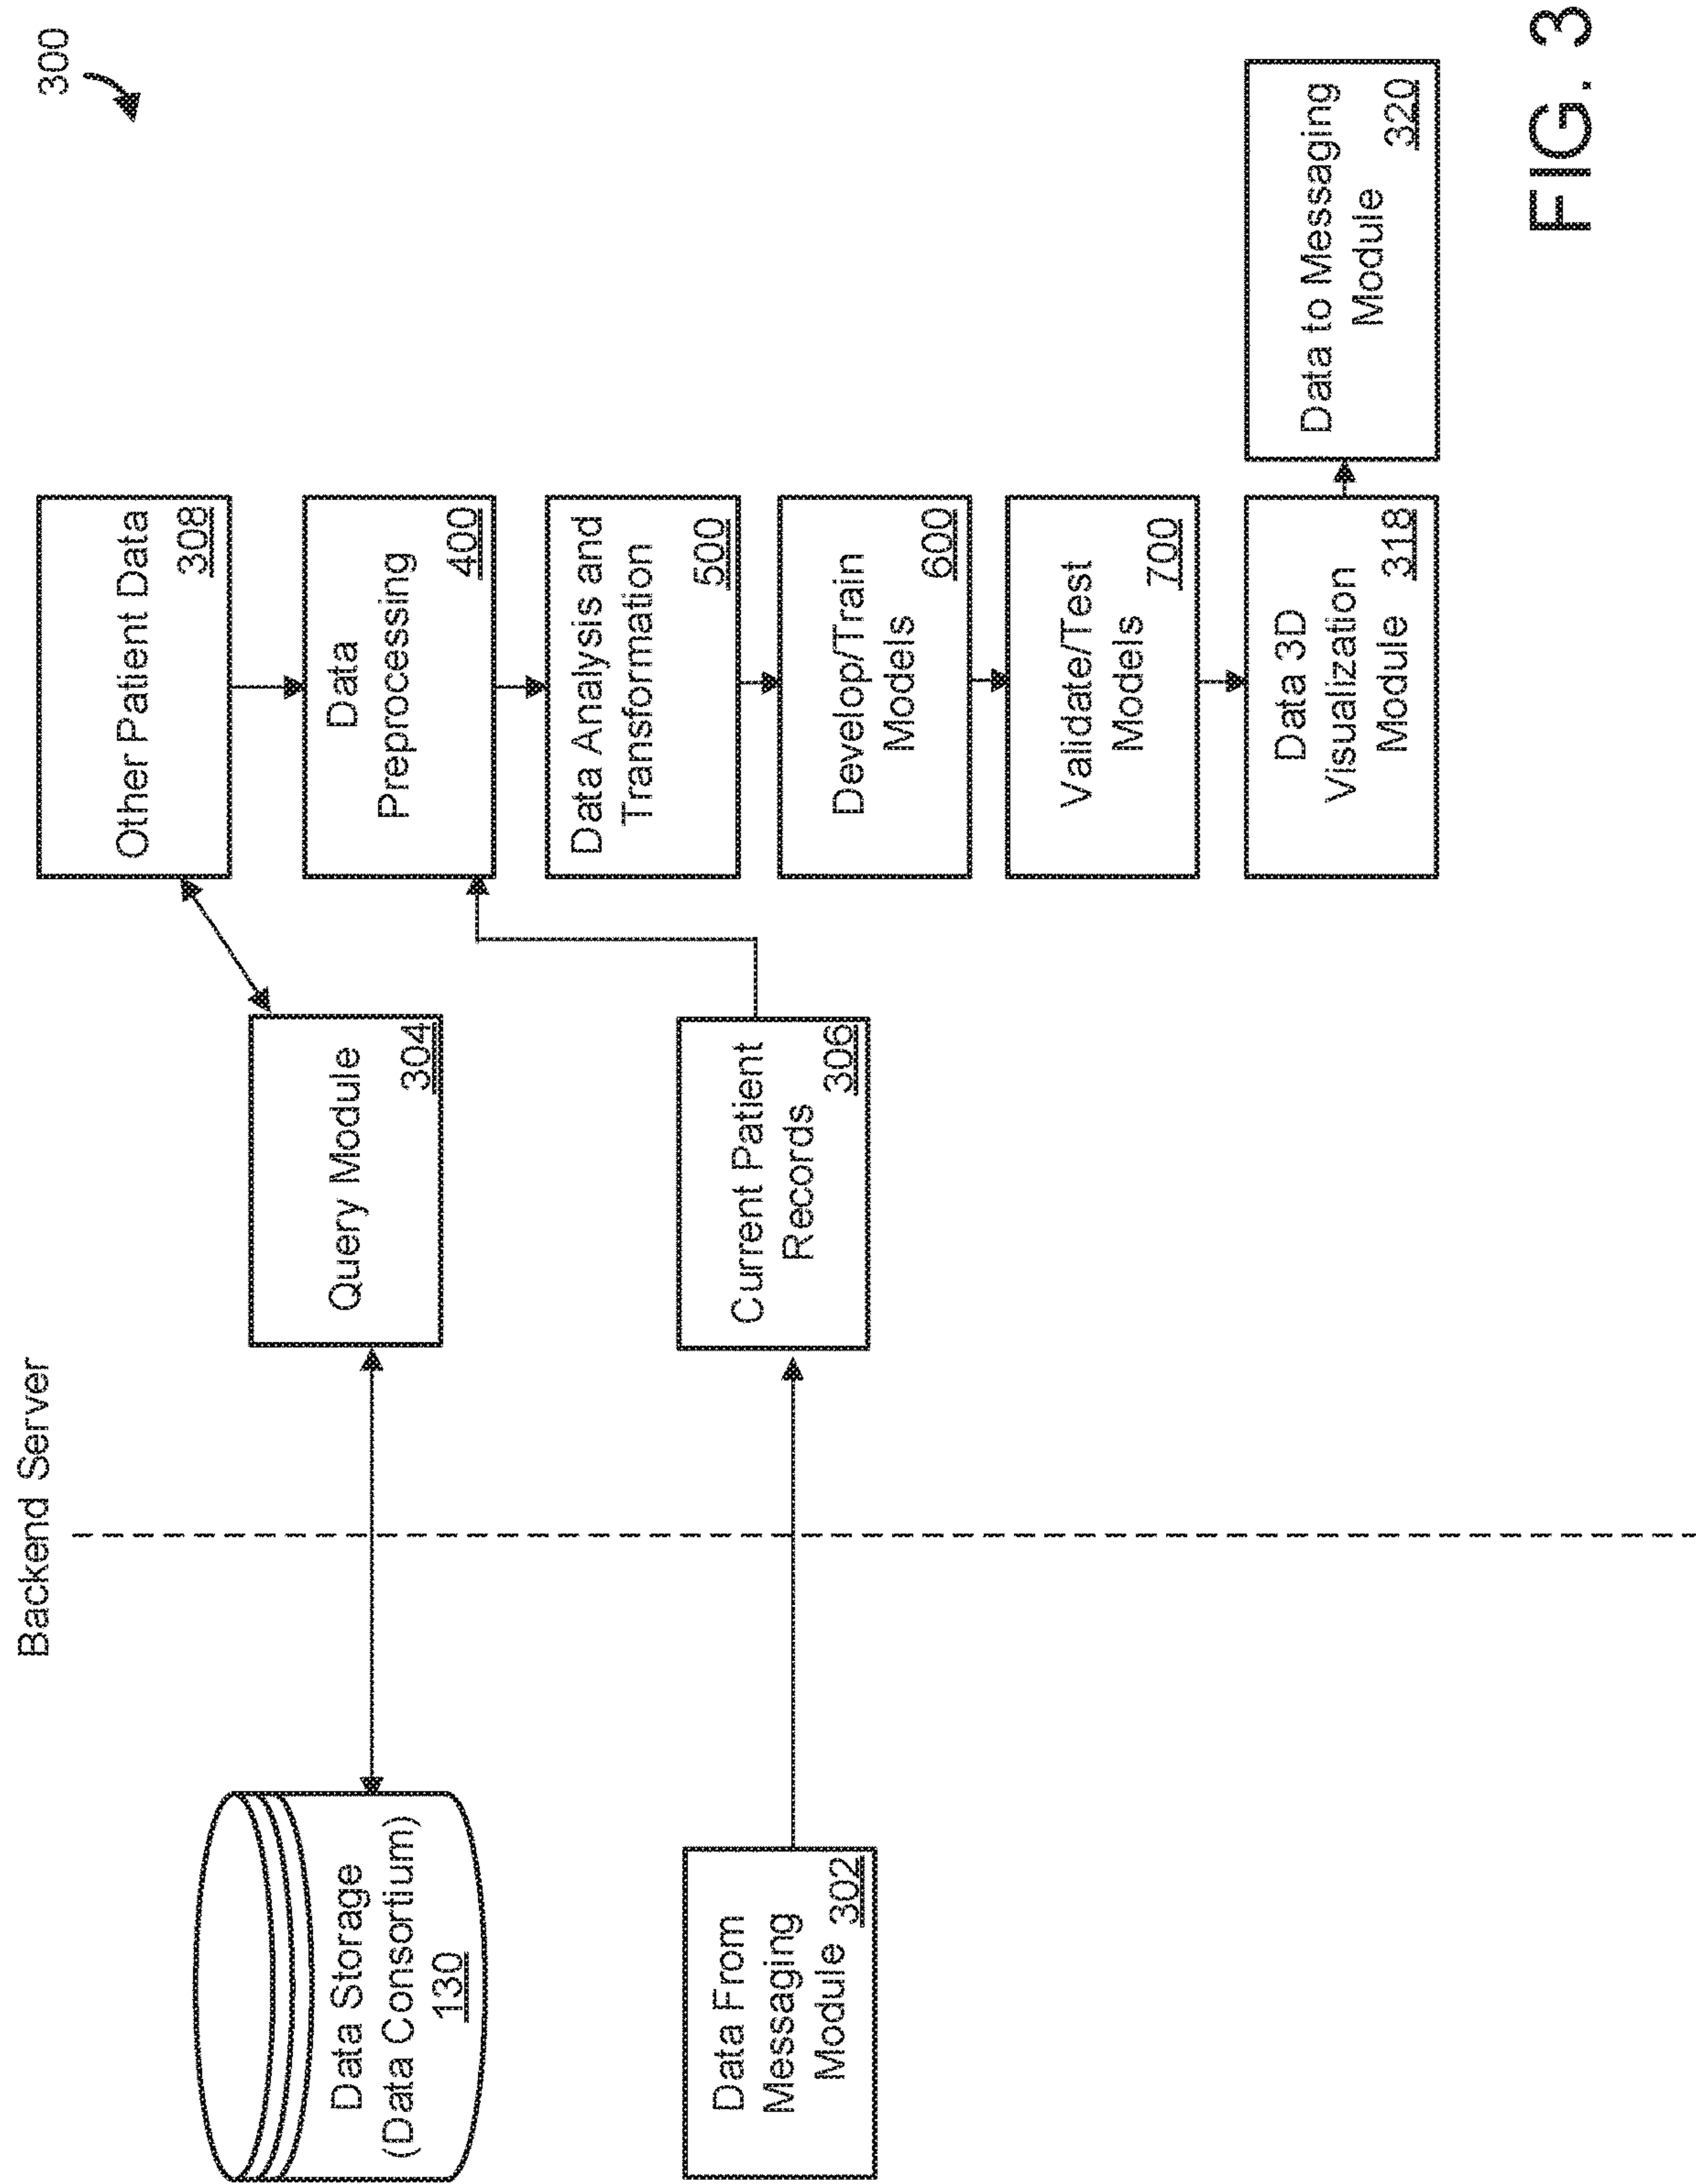 300
Backend Server
Data Storage
(Data Consortium)
130
Query Module
304
Other Patient Data
308
Data
Preprocessing
400
Data From
Messaging
Module 302
Current Patient
Records
306
Data Analysis and
Transformation
500
Develop/Train
Models
600
Validate/Test
Models
700
Data 3D
Visualization
Module 318
Data to Messaging
Module
320
FIG. 3